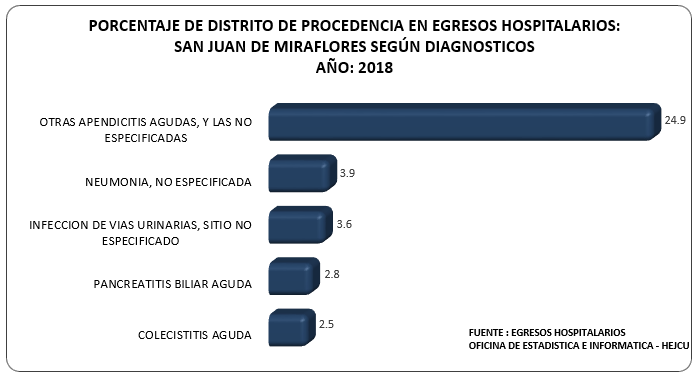 PORCENTAJE DE DISTRITO DE PROCEDENCIA EN EGRESOS HOSPITALARIOS:
SAN JUAN DE MIRAFLORES SEGÚN DIAGNOSTICOS
AÑO: 2018
OTRAS APENDICITIS AGUDAS, Y LAS NO
ESPECIFICADAS
24.9
NEUMONIA, NO ESPECIFICADA
3.9
INFECCION DE VIAS URINARIAS, SITIO NO
ESPECIFICADO
3.6
PANCREATITIS BILIAR AGUDA
2.8
COLECISTITIS AGUDA
2.5
FUENTE : EGRESOS HOSPITALARIOS
OFICINA DE ESTADISTICA E INFORMATICA - HEJCU